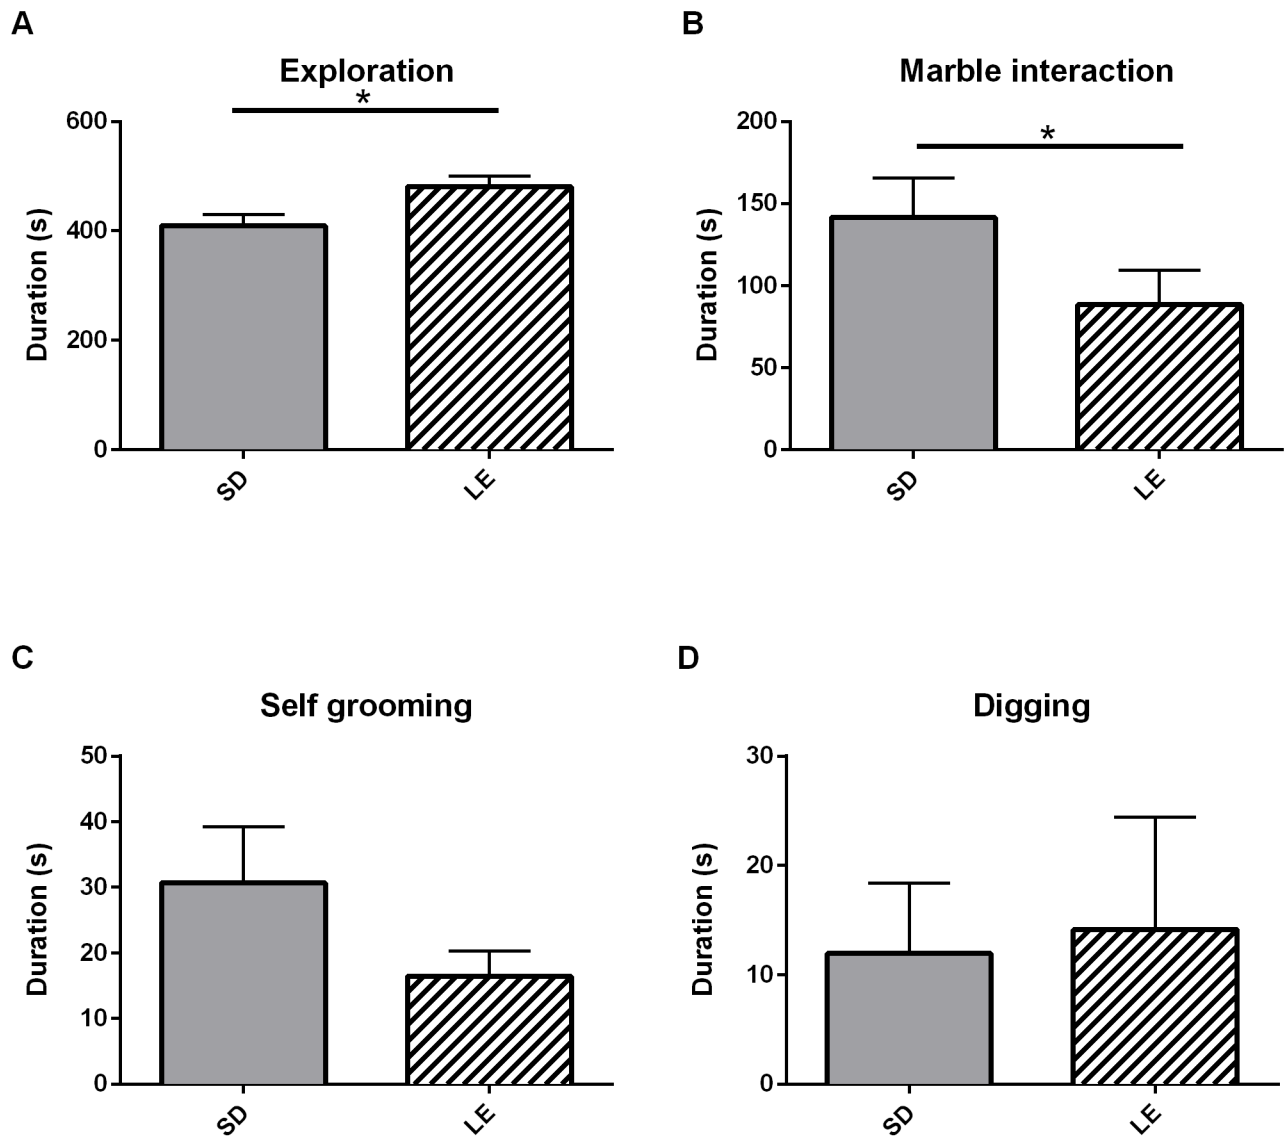 A
Exploration
*
600
400
200
0
Duration (s)
SD
LE
B
Marble interaction
*
200
150
100
50
0
Duration (s)
SD
LE
C
Self grooming
50
40
30
20
10
0
Duration (s)
SD
LE
D
Digging
30
20
10
0
Duration (s)
SD
LE